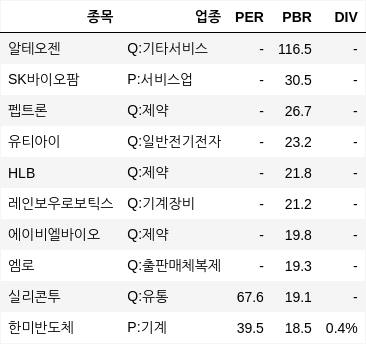 종목 업종 PER PBR DIV
알테오젠 Q:기타서비스 - 116.5 -
SK바이오팜 P:서비스업 - 30.5 -
펩트론 Q:제약 - 26.7 -
유티아이 Q:일반전기전자 - 23.2 -
HLB Q:제약 - 21.8 -
레인보우로보틱스 Q:기계장비 - 21.2 -
에이비엘바이오 Q:제약 - 19.8 -
엠로 Q:출판매체복제 - 19.3 -
실리콘투 Q:유통 67.6 19.1 -
한미반도체 P:기계 39.5 18.5 0.4%